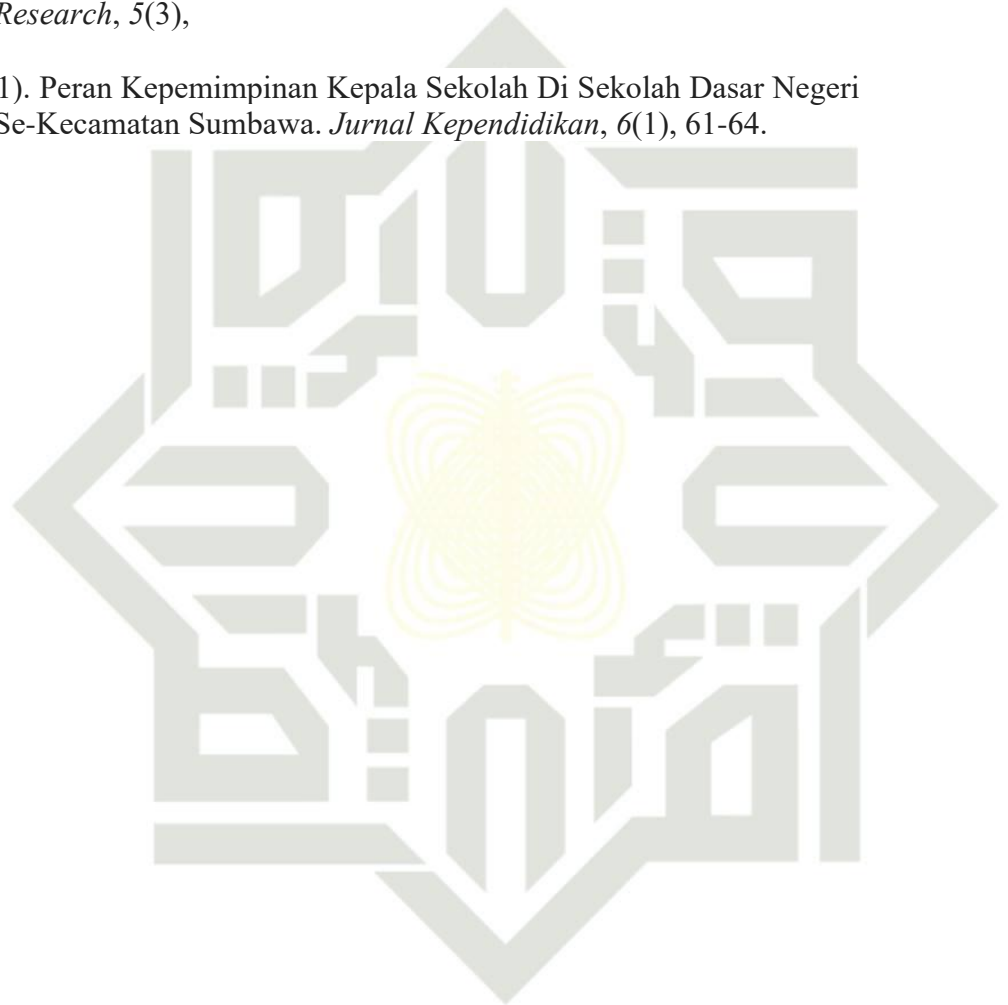 Research, 5(3),
1). Peran Kepemimpinan Kepala Sekolah Di Sekolah Dasar Negeri
Se-Kecamatan Sumbawa. Jurnal Kependidikan, 6(1), 61-64.